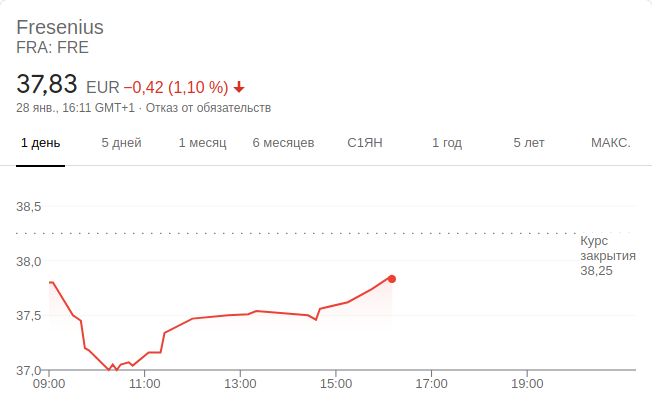 Fresenius
FRA: FRE
37,83 EUR −0,42 (1,10 %)
28 янв., 16:11 GMT+1 · Отказ от обязательств
1 день 5 дней 1 месяц 6 месяцев С1ЯН 1 год 5 лет МАКС.
38,5
Курс
закрытия
38,25
38,0
37,5
37,0
09:00 11:00 13:00 15:00 17:00 19:00